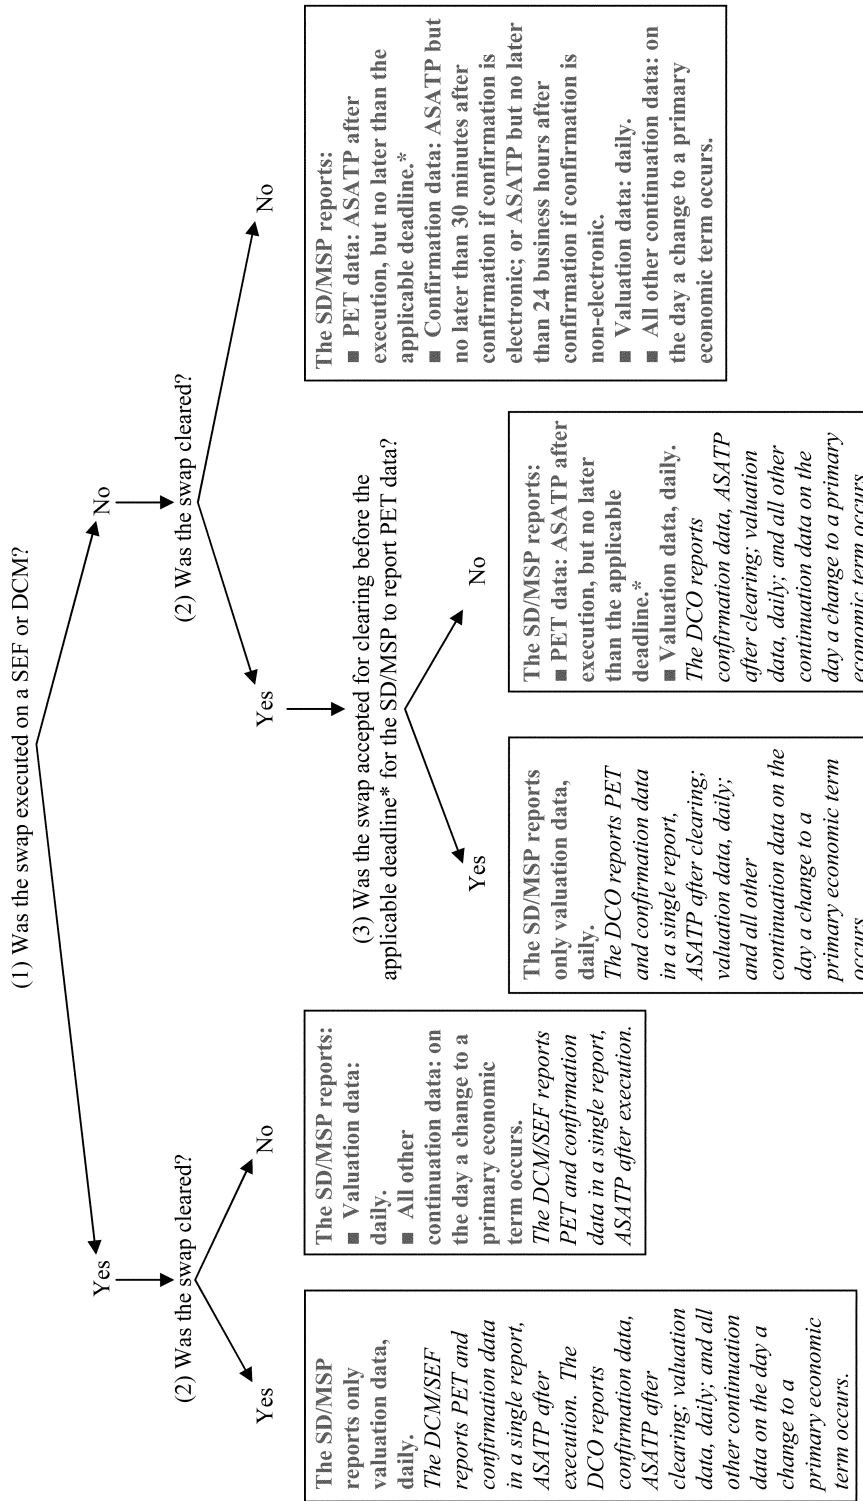 (1) Was the swap executed on a SEF or DCM?
Yes
No
(2) Was the swap cleared?
(2) Was the swap cleared?
Yes
No
Yes
No
(3) Was the swap accepted for clearing before the
applicable deadline* for the SD/MSP to report PET data?
Yes
No
The SD/MSP
reports only
valuation data,
daily.
The DCM/SEF
reports PET and
confirmation data
in a single report,
ASATP after
execution. The
DCO reports
confirmation data,
ASATP after
clearing; valuation
data, daily; and all
other continuation
data on the day a
change to a
primary economic
term occurs.
The SD/MSP reports:
■ Valuation data:
daily.
■ All other
continuation data: on
the day a change to a
primary economic
term occurs.
The DCM/SEF reports
PET and confirmation
data in a single report,
ASATP after execution.
The SD/MSP reports
only valuation data,
daily.
The DCO reports PET
and confirmation data
in a single report,
ASATP after clearing;
valuation data, daily;
and all other
continuation data on the
day a change to a
primary economic term
occurs
The SD/MSP reports:
■ PET data: ASATP after
execution, but no later
than the applicable
deadline.*
■ Valuation data, daily.
The DCO reports
confirmation data, ASATP
after clearing; valuation
data, daily; and all other
continuation data on the
day a change to a primary
economic term occurs
The SD/MSP reports:
■ PET data: ASATP after
execution, but no later than the
applicable deadline.*
■ Confirmation data: ASATP but
no later than 30 minutes after
confirmation if confirmation is
electronic; or ASATP but no later
than 24 business hours after
confirmation if confirmation is
non-electronic.
■ Valuation data: daily.
■ All other continuation data: on
the day a change to a primary
economic term occurs.